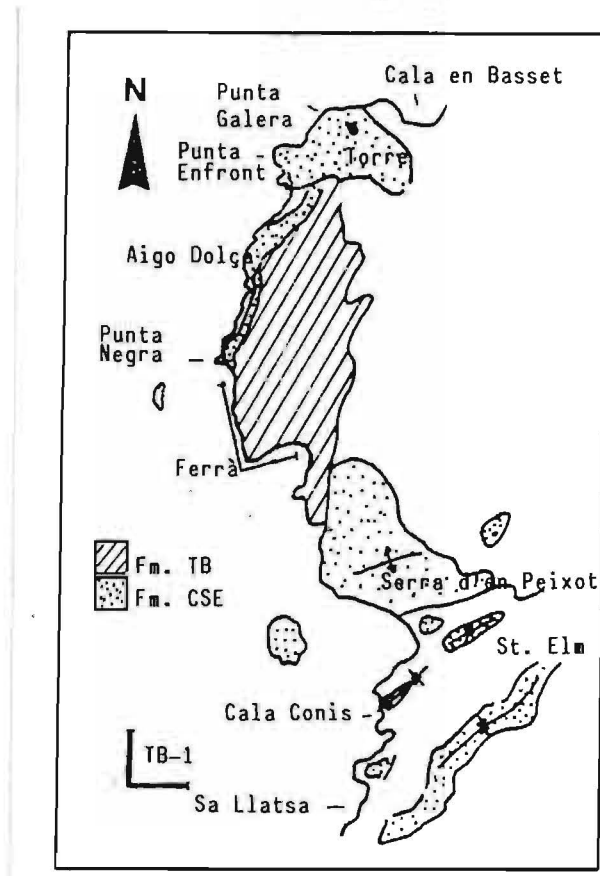 Cala en Basset
N
Punta
Galera
Punta
Enfront
Torre
Aigo Dolça
Punta
Negra
Ferrà
Fm. TB
Fm. CSE
Serra d'en Peixot
St. Elm
Cala Conis
TB-1
Sa Llatsa